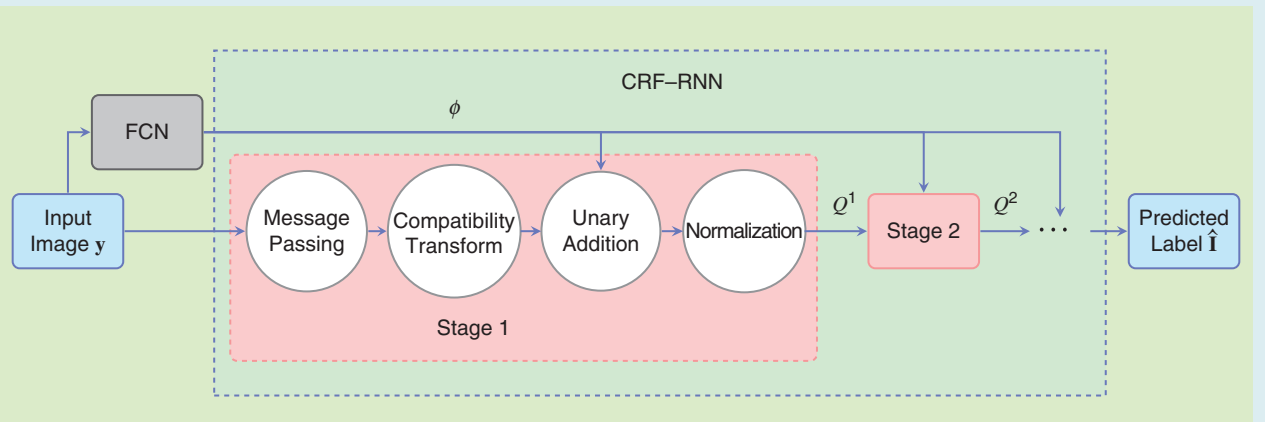 CRF–RNN
FCN
ϕ
Input
Image y
Message
Passing
Compatibility
Transform
Unary
Addition
Normalization
Stage 1
Q¹
Stage 2
Q²
...
Predicted
Label Î